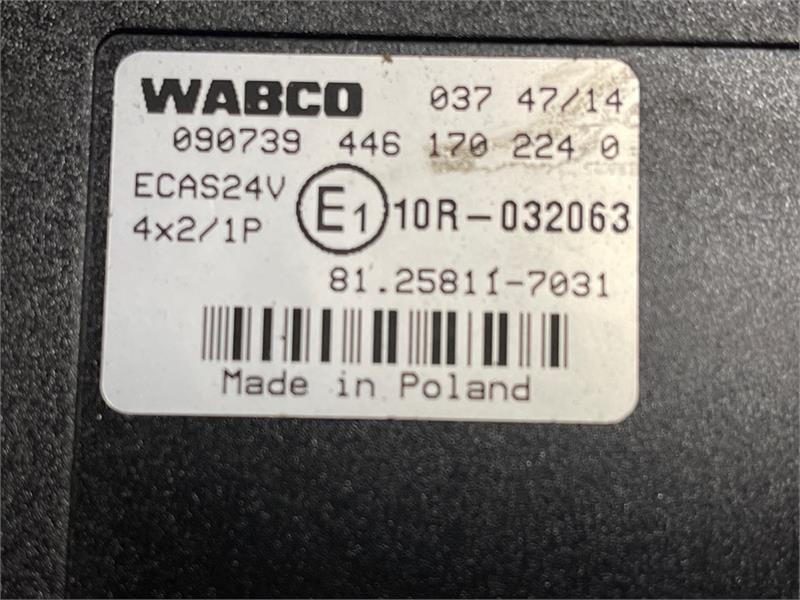 WABCO 037 47/14
090739 446 170 224 0
ECAS24V
4x2/1P
E1 10R-032063
81.25811-7031
Made in Poland